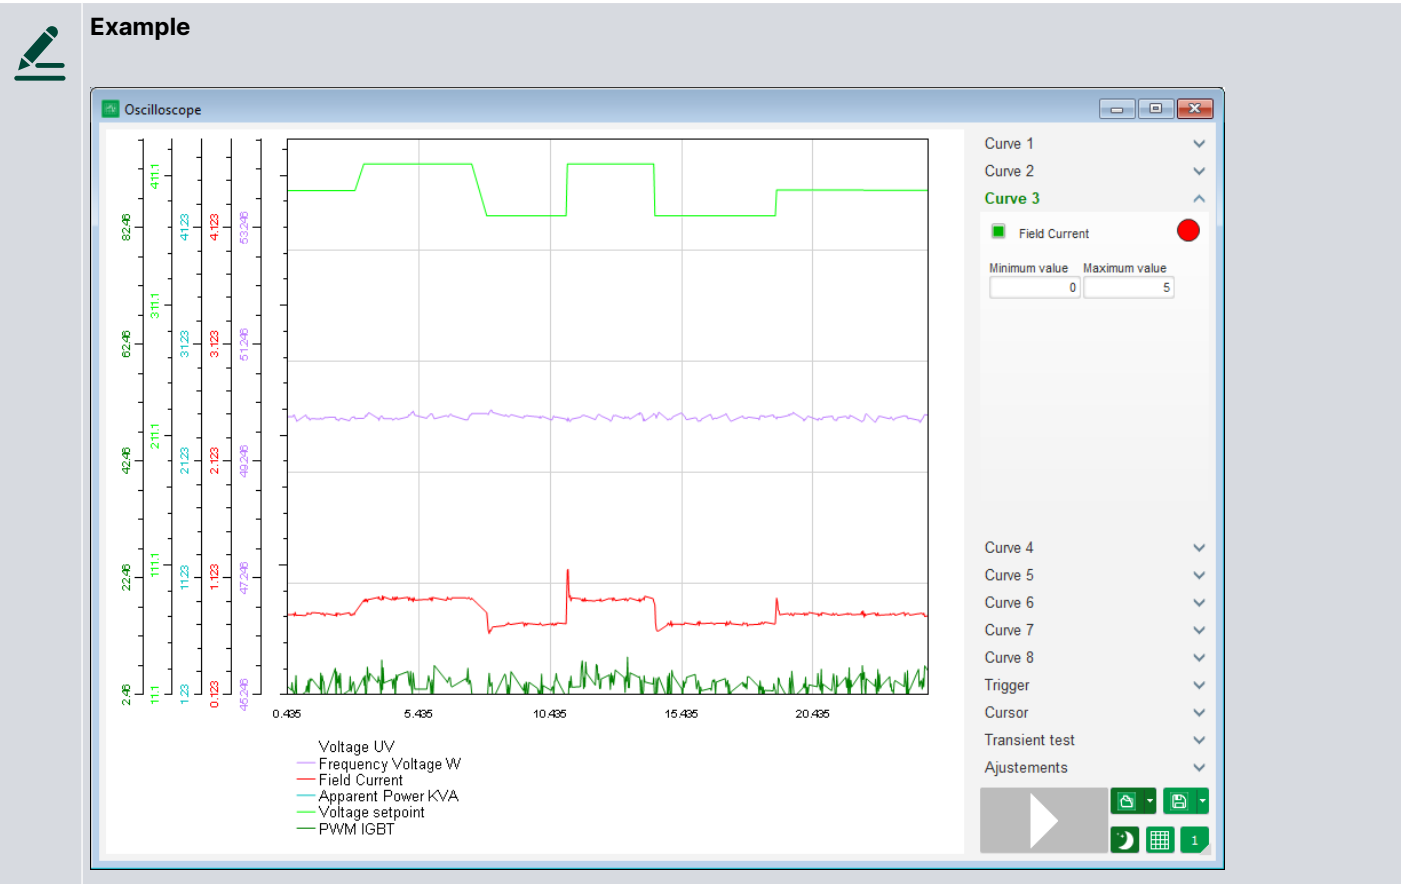 Example
Oscilloscope
411.1
311.1
211.1
111.1
11.1
82.46
62.46
42.46
22.46
2.46
41.23
31.23
21.23
11.23
1.23
4.123
3.123
2.123
1.123
0.123
53.246
51.246
49.246
47.246
45.246
0.435
5.435
10.435
15.435
20.435
Voltage UV
Frequency Voltage W
Field Current
Apparent Power KVA
Voltage setpoint
PWM IGBT
Curve 1
Curve 2
Curve 3
Field Current
Minimum value Maximum value
0 5
Curve 4
Curve 5
Curve 6
Curve 7
Curve 8
Trigger
Cursor
Transient test
Ajustements
1